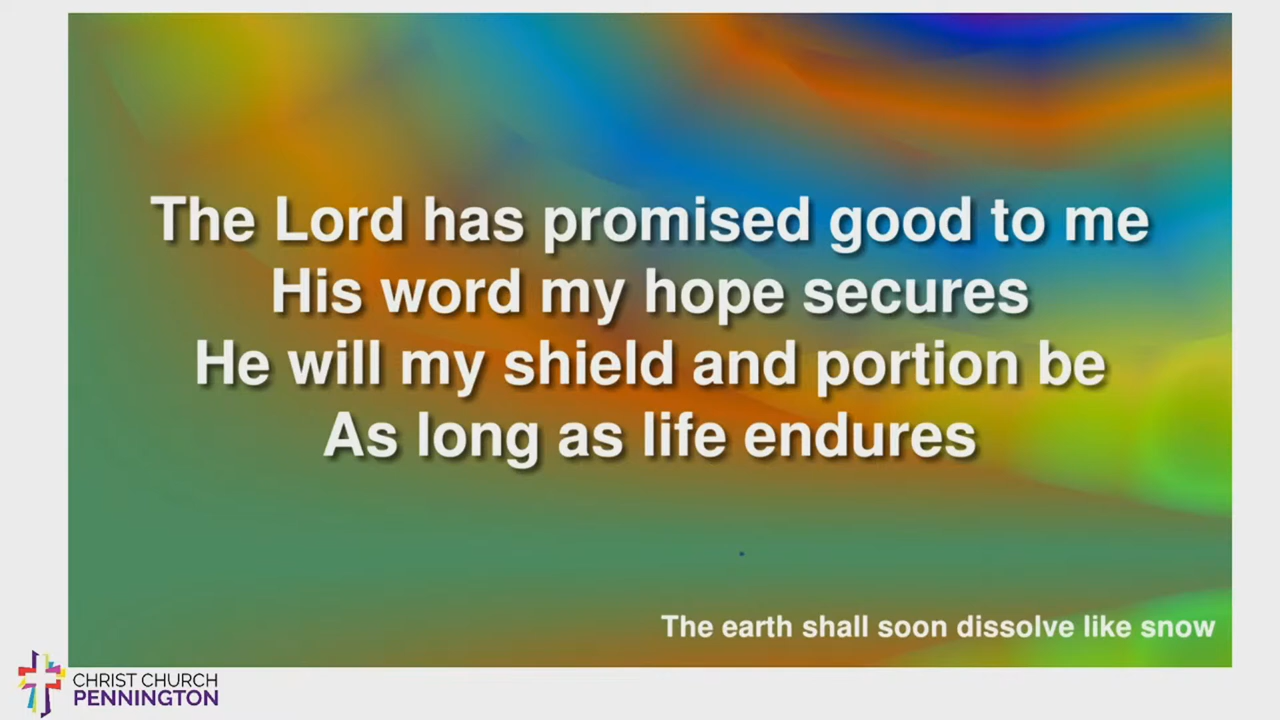 The Lord has promised good to me
His word my hope secures
He will my shield and portion be
As long as life endures
The earth shall soon dissolve like snow
CHRIST CHURCH
PENNINGTON